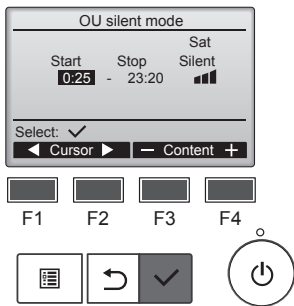 OU silent mode
Sat
Start Stop Silent
0:25 - 23:20
Select:
Cursor Content
F1 F2 F3 F4